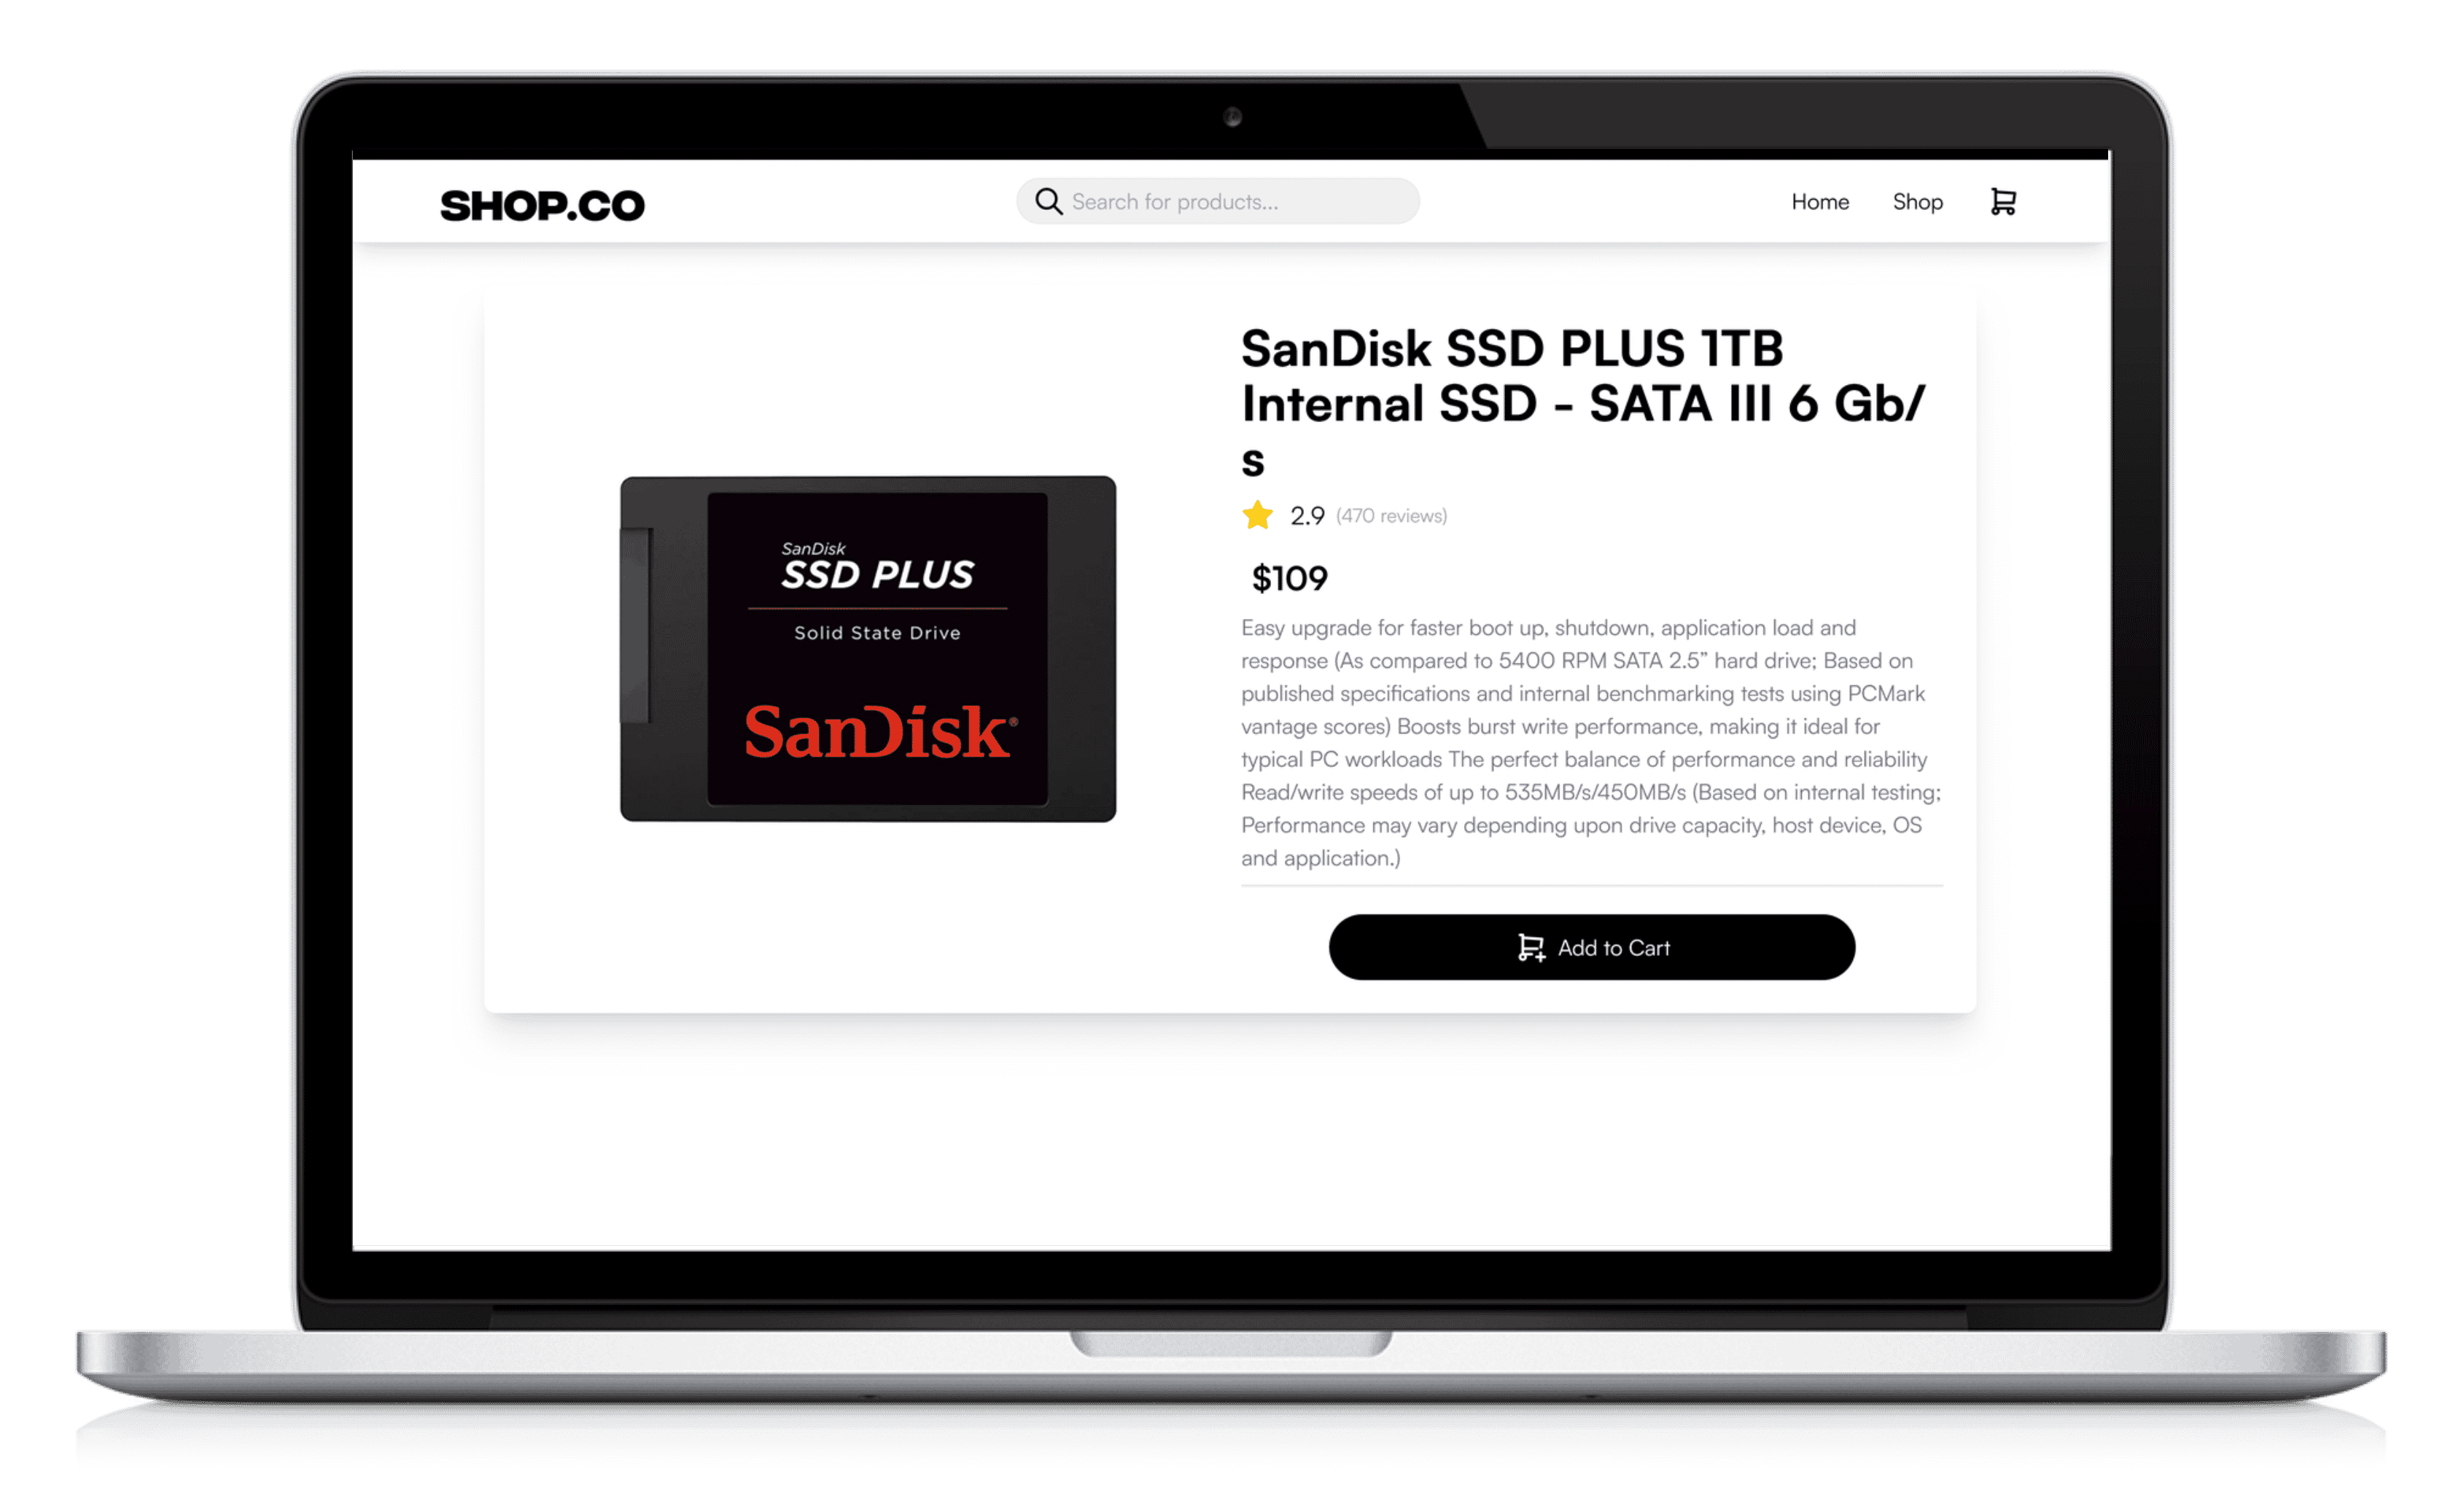 SHOP.CO
Search for products...
Home
Shop
SanDisk SSD PLUS 1TB
Internal SSD - SATA III 6 Gb/
s
2.9 (470 reviews)
$109
Easy upgrade for faster boot up, shutdown, application load and
response (As compared to 5400 RPM SATA 2.5” hard drive; Based on
published specifications and internal benchmarking tests using PCMark
vantage scores) Boosts burst write performance, making it ideal for
typical PC workloads The perfect balance of performance and reliability
Read/write speeds of up to 535MB/s/450MB/s (Based on internal testing;
Performance may vary depending upon drive capacity, host device, OS
and application.)
Add to Cart
SanDisk
SSD PLUS
Solid State Drive
SanDisk®